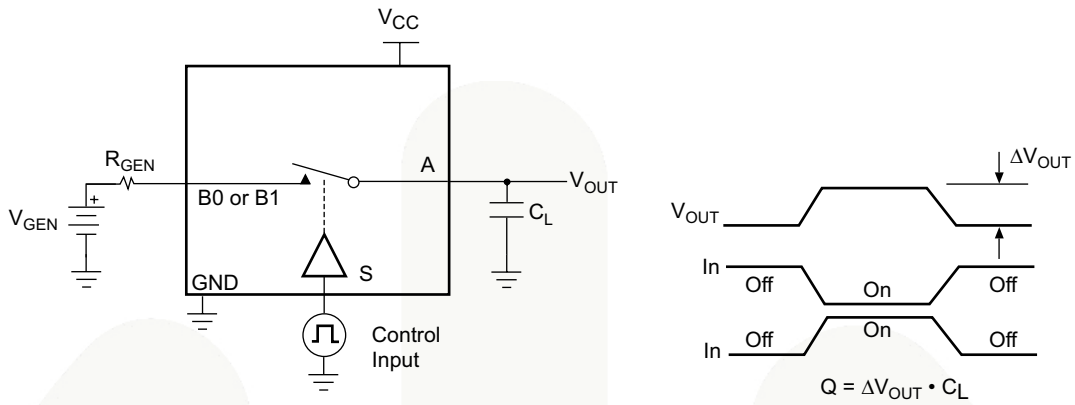 VCC
RGEN
B0 or B1
A
VOUT
+
VGEN
CL
S
GND
Control
Input
ΔVOUT
VOUT
In
Off
On
Off
In
Off
On
Off
Q = ΔVOUT • CL